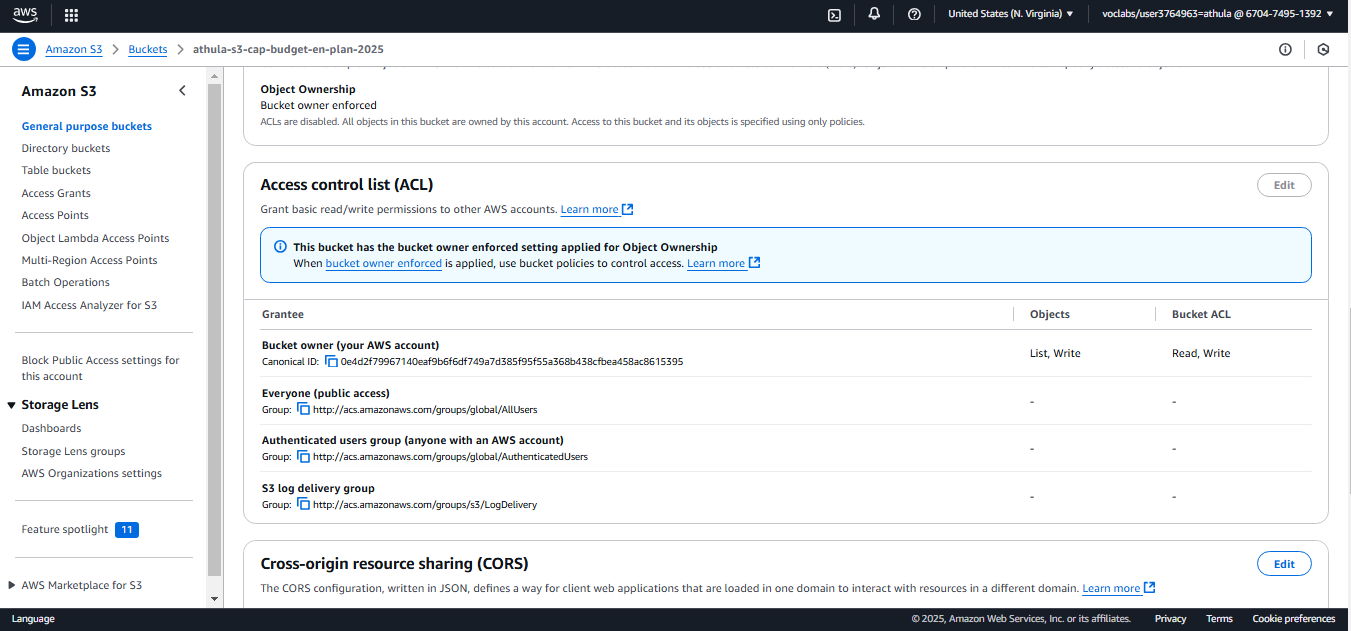 aws
United States (N. Virginia)
voclabs/user3764963=athula @ 6704-7495-1392
Amazon S3
Buckets
athula-s3-cap-budget-en-plan-2025
Amazon S3
General purpose buckets
Directory buckets
Table buckets
Access Grants
Access Points
Object Lambda Access Points
Multi-Region Access Points
Batch Operations
IAM Access Analyzer for S3
Block Public Access settings for
this account
Storage Lens
Dashboards
Storage Lens groups
AWS Organizations settings
Feature spotlight 11
AWS Marketplace for S3
Object Ownership
Bucket owner enforced
ACLs are disabled. All objects in this bucket are owned by this account. Access to this bucket and its objects is specified using only policies.
Access control list (ACL)
Edit
Grant basic read/write permissions to other AWS accounts. Learn more
This bucket has the bucket owner enforced setting applied for Object Ownership
When bucket owner enforced is applied, use bucket policies to control access. Learn more
Grantee Objects Bucket ACL
Bucket owner (your AWS account)
Canonical ID: 0e4d2f79967140eaf9b6f6df749a7d385f95f55a368b438cfbea458ac8615395
List, Write Read, Write
Everyone (public access)
Group: http://acs.amazonaws.com/groups/global/AllUsers
- -
Authenticated users group (anyone with an AWS account)
Group: http://acs.amazonaws.com/groups/global/AuthenticatedUsers
- -
S3 log delivery group
Group: http://acs.amazonaws.com/groups/s3/LogDelivery
- -
Cross-origin resource sharing (CORS)
Edit
The CORS configuration, written in JSON, defines a way for client web applications that are loaded in one domain to interact with resources in a different domain. Learn more
Language
© 2025, Amazon Web Services, Inc. or its affiliates. Privacy Terms Cookie preferences